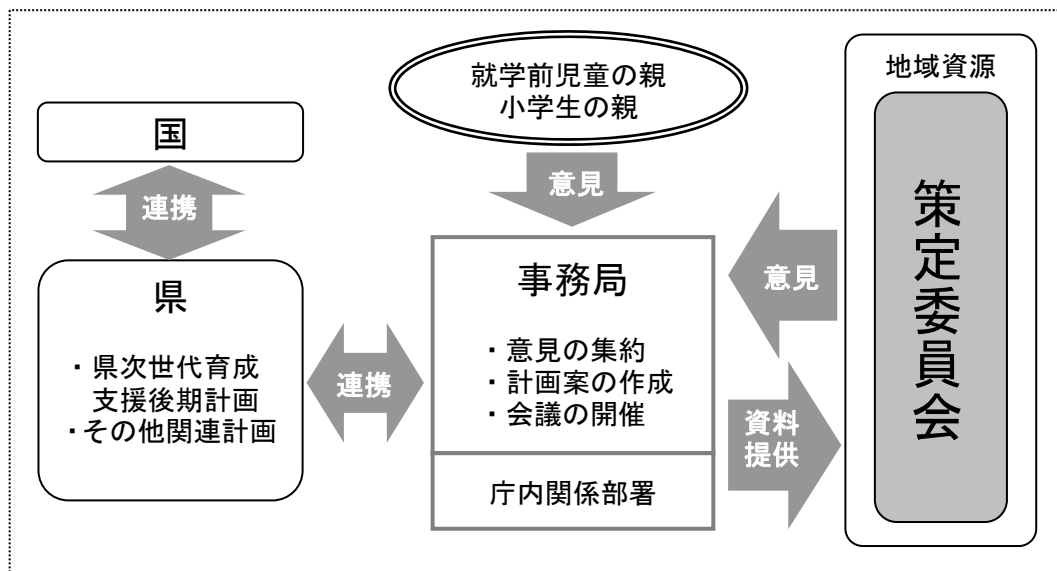 就学前児童の親
小学生の親
地域資源
国
意見
連携
策定委員会
県
・県次世代育成
支援後期計画
・その他関連計画
連携
事務局
・意見の集約
・計画案の作成
・会議の開催
庁内関係部署
意見
資料
提供